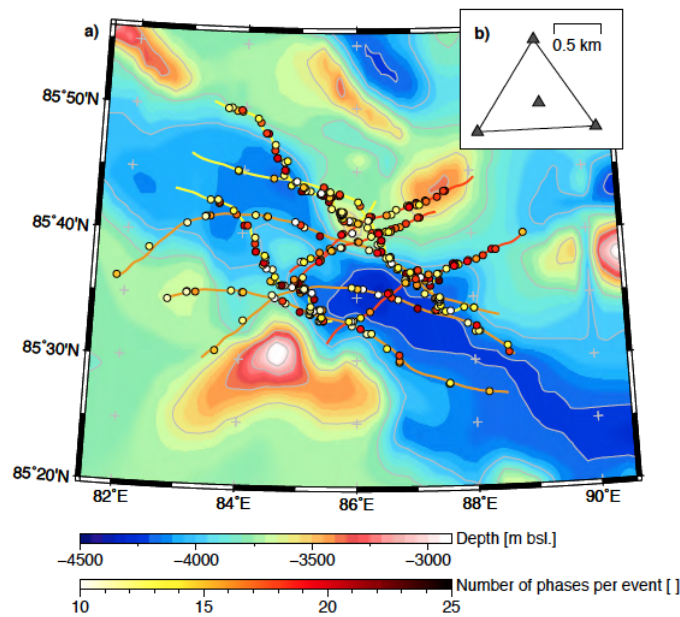 a)
b)
0.5 km
85°50'N
85°40'N
85°30'N
85°20'N
82°E 84°E 86°E 88°E 90°E
Depth [m bsl.]
−4500 −4000 −3500 −3000
Number of phases per event [ ]
10 15 20 25